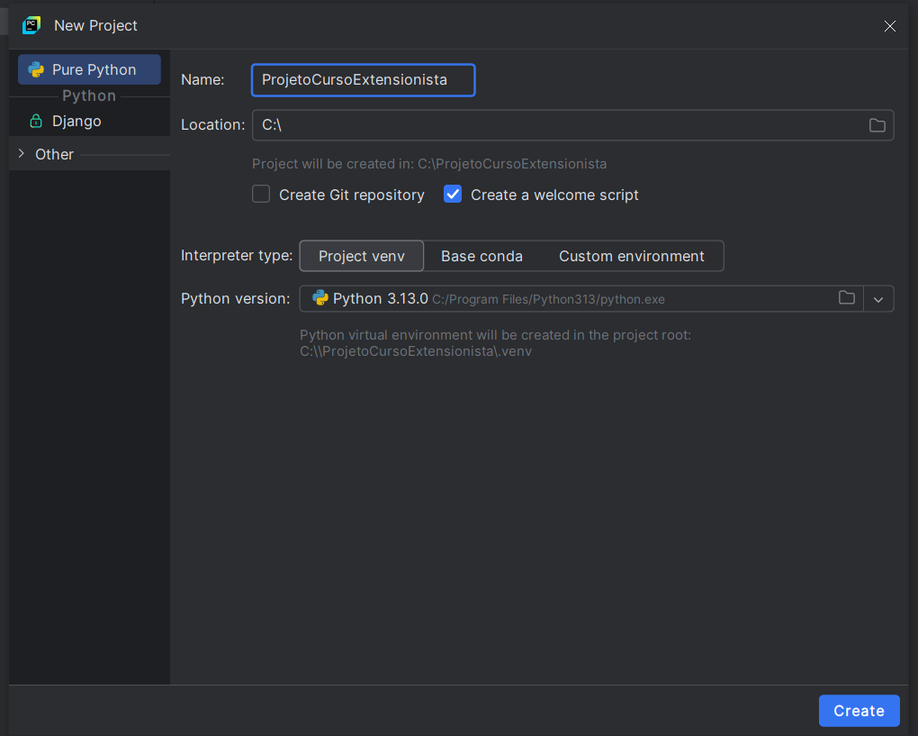 New Project
Pure Python
Python
Django
Other
Name: ProjetoCursoExtensionista
Location: C:\
Project will be created in: C:\ProjetoCursoExtensionista
Create Git repository Create a welcome script
Interpreter type: Project venv Base conda Custom environment
Python version: Python 3.13.0 C:/Program Files/Python313/python.exe
Python virtual environment will be created in the project root:
C:\\ProjetoCursoExtensionista\.venv
Create